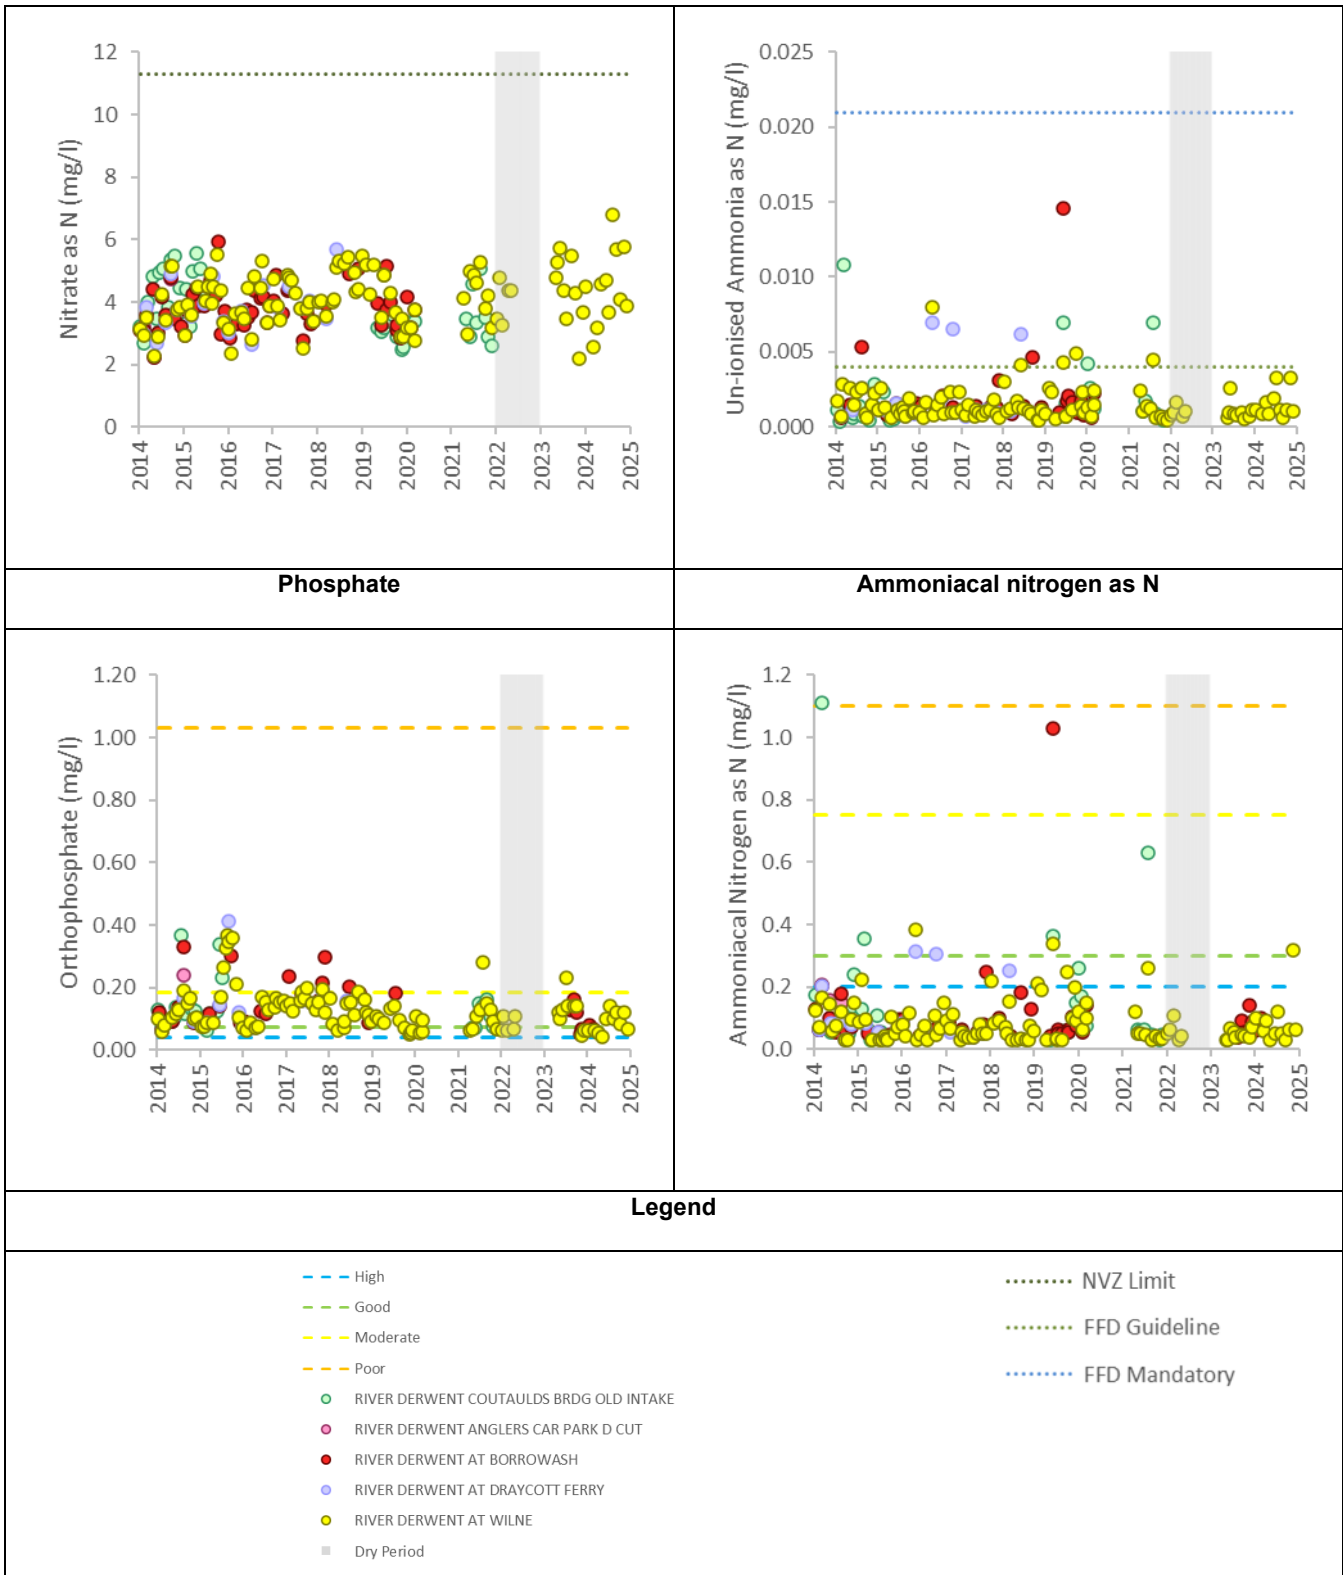 12
10
8
6
4
2
0
Nitrate as N (mg/l)
2014 2015 2016 2017 2018 2019 2020 2021 2022 2023 2024 2025
0.025
0.020
0.015
0.010
0.005
0.000
Un-ionised Ammonia as N (mg/l)
2014 2015 2016 2017 2018 2019 2020 2021 2022 2023 2024 2025
Phosphate
Ammoniacal nitrogen as N
1.20
1.00
0.80
0.60
0.40
0.20
0.00
Orthophosphate (mg/l)
2014 2015 2016 2017 2018 2019 2020 2021 2022 2023 2024 2025
1.2
1.0
0.8
0.6
0.4
0.2
0.0
Ammoniacal Nitrogen as N (mg/l)
2014 2015 2016 2017 2018 2019 2020 2021 2022 2023 2024 2025
Legend
High
Good
Moderate
Poor
RIVER DERWENT COUTAULDS BRDG OLD INTAKE
RIVER DERWENT ANGLERS CAR PARK D CUT
RIVER DERWENT AT BORROWASH
RIVER DERWENT AT DRAYCOTT FERRY
RIVER DERWENT AT WILNE
Dry Period
NVZ Limit
FFD Guideline
FFD Mandatory